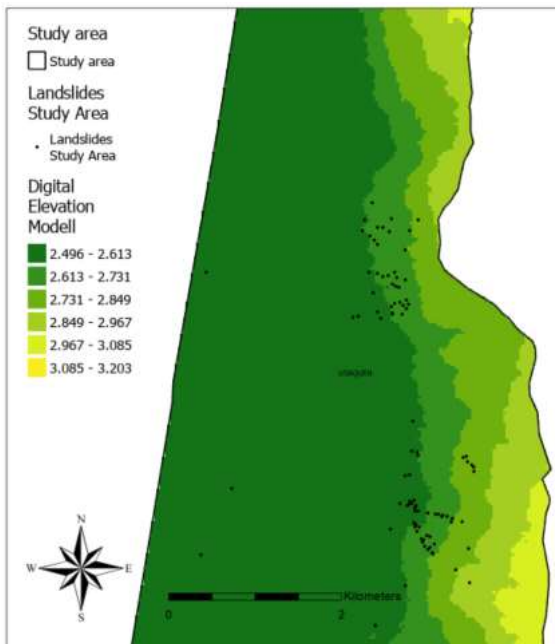 Study area
Study area
Landslides
Study Area
Landslides
Study Area
Digital
Elevation
Modell
2.496 - 2.613
2.613 - 2.731
2.731 - 2.849
2.849 - 2.967
2.967 - 3.085
3.085 - 3.203
N
W E
S
Kilometers
0 2